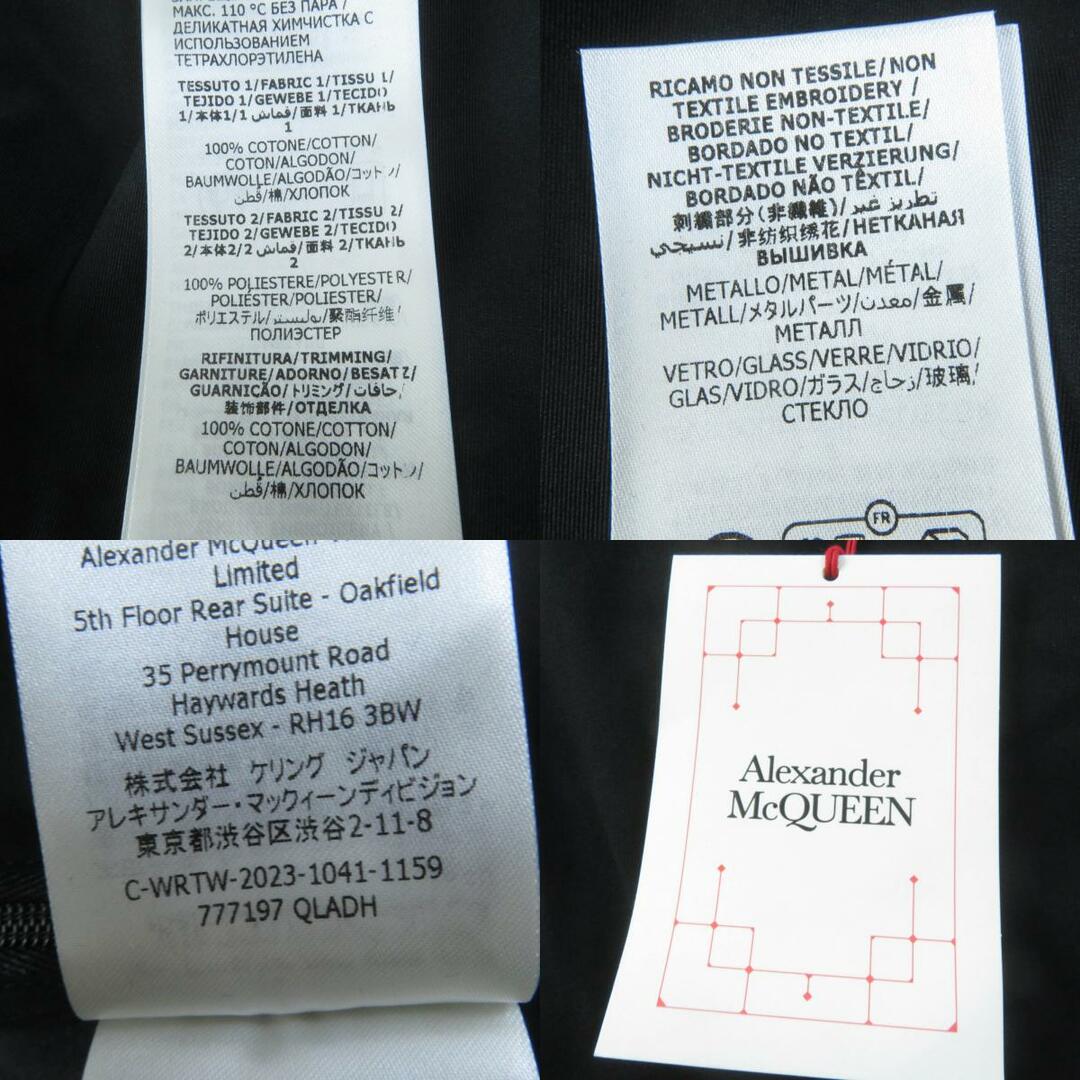 МАКС. 110 °C БЕЗ ПАРА /
ДЕЛИКАТНАЯ ХИМЧИСТКА С
ИСПОЛЬЗОВАНИЕМ
ТЕТРАХЛОРЭТИЛЕНА
TESSUTO 1/FABRIC 1/TISSU 1/
TEJIDO 1/GEWEBE 1/TECIDO
1/本体1/1 قماش/面料 1/ТКАНЬ
1
100% COTONE/COTTON/
COTON/ALGODON/
BAUMWOLLE/ALGODÃO/コットン/
قُطن/棉/ХЛОПОК
TESSUTO 2/FABRIC 2/TISSU 2/
TEJIDO 2/GEWEBE 2/TECIDO
2/本体2/2 قماش/面料 2/ТКАНЬ
2
100% POLIESTERE/POLYESTER/
POLIÉSTER/POLIESTER/
ポリエステル/بوليستر/聚酯纤维/
ПОЛИЭСТЕР
RIFINITURA/TRIMMING/
GARNITURE/ADORNO/BESATZ/
GUARNICÃO/トリミング/حافات/
装饰部件/ОТДЕЛКА
100% COTONE/COTTON/
COTON/ALGODON/
BAUMWOLLE/ALGODÃO/コットン/
قُطن/棉/ХЛОПОК
RICAMO NON TESSILE/NON
TEXTILE EMBROIDERY /
BRODERIE NON-TEXTILE/
BORDADO NO TEXTIL/
NICHT-TEXTILE VERZIERUNG/
BORDADO NÃO TÊXTIL/
刺繍部分(非繊維)/تطريز غير
نسيجي/非纺织绣花/НЕТКАНАЯ
ВЫШИВКА
METALLO/METAL/MÉTAL/
METALL/メタルパーツ/معدن/金属/
МЕТАЛЛ
VETRO/GLASS/VERRE/VIDRIO/
GLAS/VIDRO/ガラス/زجاج/玻璃/
СТЕКЛО
FR
Alexander McQueen
Limited
5th Floor Rear Suite - Oakfield
House
35 Perrymount Road
Haywards Heath
West Sussex - RH16 3BW
株式会社 ケリング ジャパン
アレキサンダー・マックィーンディビジョン
東京都渋谷区渋谷2-11-8
C-WRTW-2023-1041-1159
777197 QLADH
Alexander
McQUEEN